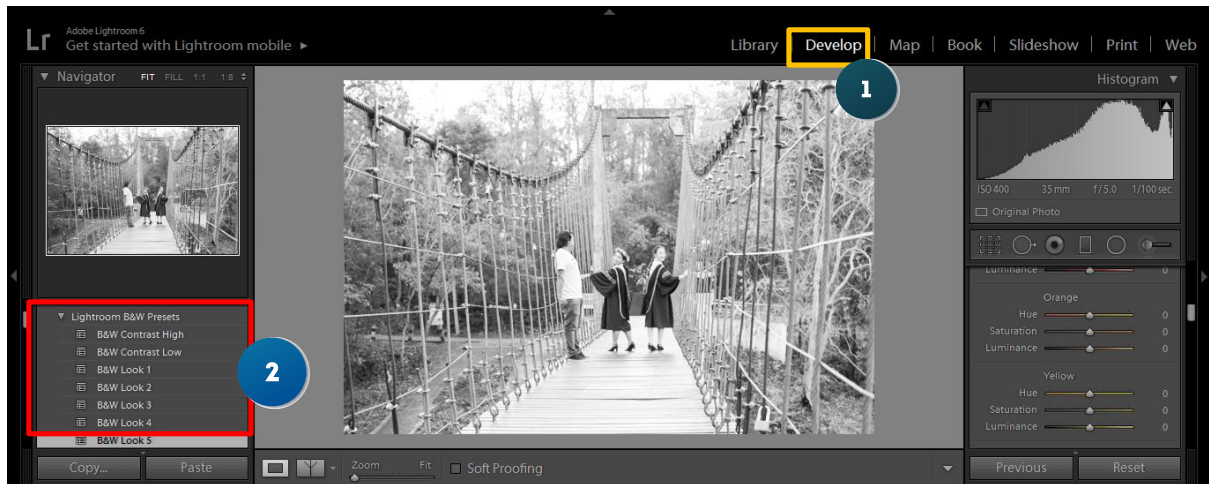 Lr
Adobe Lightroom 6
Get started with Lightroom mobile ▸
Library | Develop | Map | Book | Slideshow | Print | Web
1
Navigator FIT FILL 1:1 1:8
Lightroom B&W Presets
B&W Contrast High
B&W Contrast Low
B&W Look 1
B&W Look 2
B&W Look 3
B&W Look 4
B&W Look 5
2
Copy... Paste
Zoom Fit Soft Proofing
Histogram
ISO 400 35 mm f/5.0 1/100 sec
Original Photo
Luminance 0
Orange
Hue 0
Saturation 0
Luminance 0
Yellow
Hue 0
Saturation 0
Luminance 0
Previous Reset